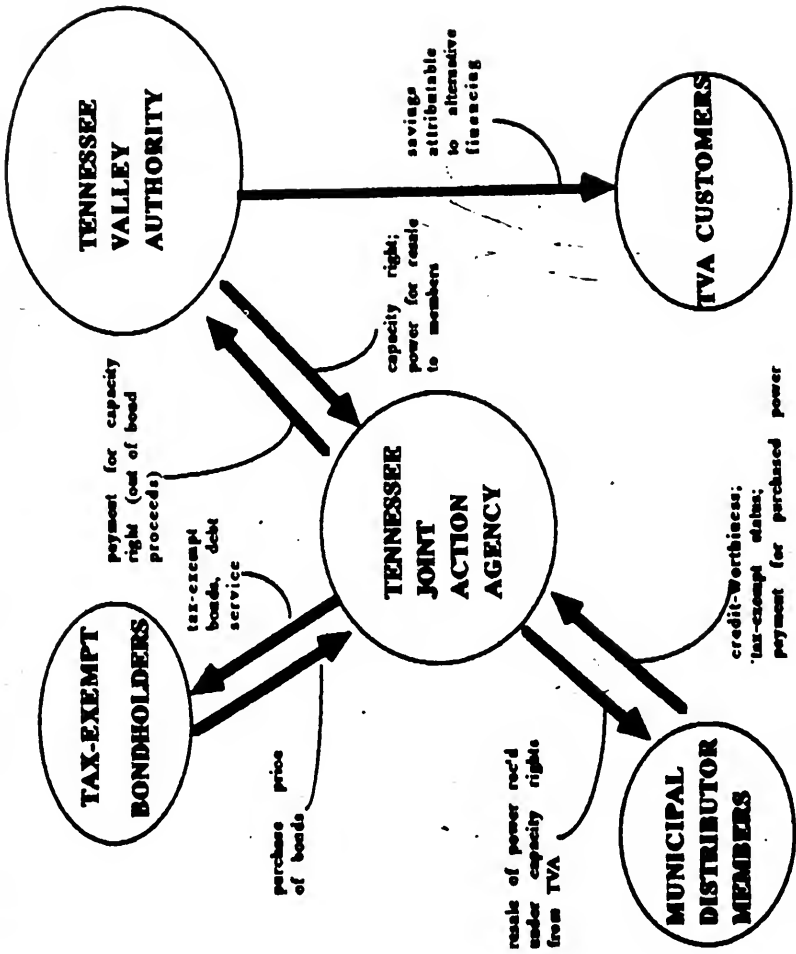 TENNESSEE
VALLEY
AUTHORITY
savings
attributable
to alternative
financing
TVA CUSTOMERS
capacity right;
power for resale
to members
payment for capacity
right (out of bond
proceeds)
TENNESSEE
JOINT
ACTION
AGENCY
tax-exempt
bonds, debt
service
TAX-EXEMPT
BONDHOLDERS
purchase price
of bonds
credit-worthiness;
tax-exempt status;
payment for purchased power
resale of power rec'd
under capacity rights
from TVA
MUNICIPAL
DISTRIBUTOR
MEMBERS